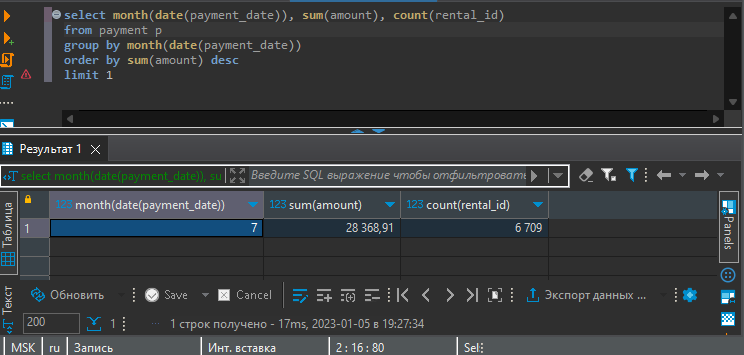 select month(date(payment_date)), sum(amount), count(rental_id)
from payment p
group by month(date(payment_date))
order by sum(amount) desc
limit 1
Результат 1
select month(date(payment_date)), su
Введите SQL выражение чтобы отфильтровать
Таблица
123 month(date(payment_date))
123 sum(amount)
123 count(rental_id)
1
7
28 368,91
6 709
Panels
Текст
Обновить
Save
Cancel
Экспорт данных ...
200
1
1 строк получено - 17ms, 2023-01-05 в 19:27:34
MSK
ru
Запись
Инт. вставка
2 : 16 : 80
Sel